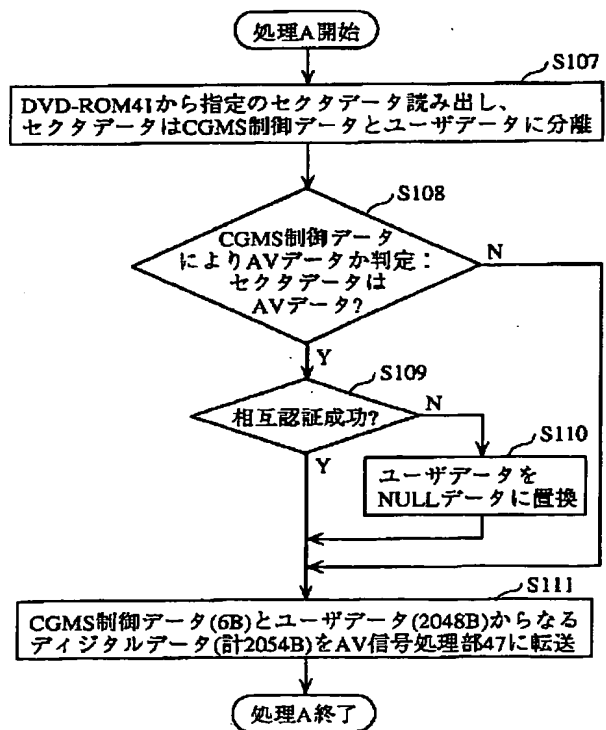 処理A開始
S107
DVD-ROM41から指定のセクタデータ読み出し、
セクタデータはCGMS制御データとユーザデータに分離
S108
CGMS制御データ
によりAVデータか判定：
セクタデータは
AVデータ?
N
Y
S109
相互認証成功?
N
Y
S110
ユーザデータを
NULLデータに置換
S111
CGMS制御データ(6B)とユーザデータ(2048B)からなる
ディジタルデータ(計2054B)をAV信号処理部47に転送
処理A終了